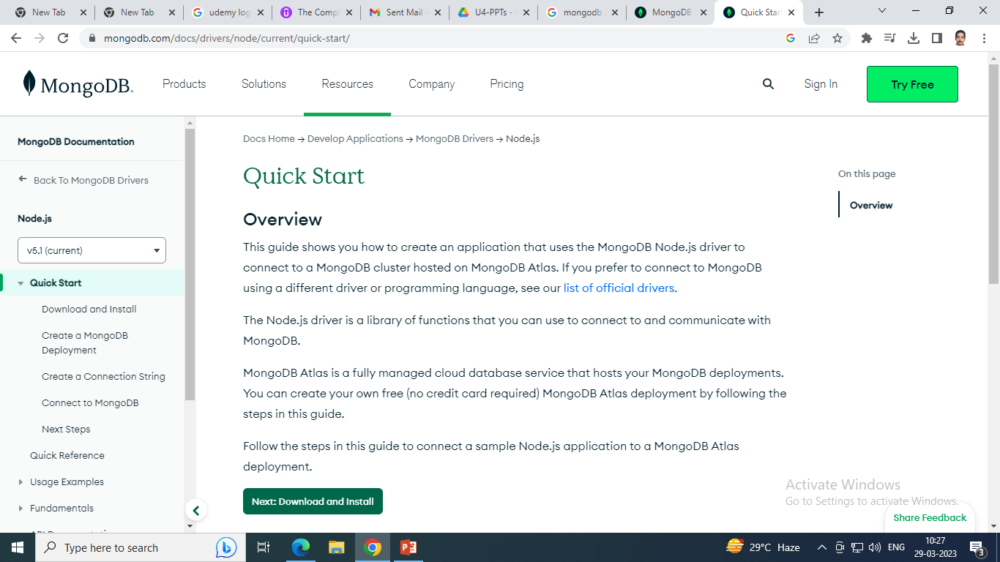 New Tab
New Tab
udemy log
The Compl
Sent Mail -
U4-PPTs -
mongodb
MongoDB
Quick Star
mongodb.com/docs/drivers/node/current/quick-start/
MongoDB.
Products
Solutions
Resources
Company
Pricing
Sign In
Try Free
MongoDB Documentation
Back To MongoDB Drivers
Node.js
v5.1 (current)
Quick Start
Download and Install
Create a MongoDB
Deployment
Create a Connection String
Connect to MongoDB
Next Steps
Quick Reference
Usage Examples
Fundamentals
Docs Home → Develop Applications → MongoDB Drivers → Node.js
Quick Start
Overview
This guide shows you how to create an application that uses the MongoDB Node.js driver to
connect to a MongoDB cluster hosted on MongoDB Atlas. If you prefer to connect to MongoDB
using a different driver or programming language, see our list of official drivers.
The Node.js driver is a library of functions that you can use to connect to and communicate with
MongoDB.
MongoDB Atlas is a fully managed cloud database service that hosts your MongoDB deployments.
You can create your own free (no credit card required) MongoDB Atlas deployment by following the
steps in this guide.
Follow the steps in this guide to connect a sample Node.js application to a MongoDB Atlas
deployment.
Next: Download and Install
On this page
Overview
Activate Windows
Go to Settings to activate Windows.
Share Feedback
Type here to search
29°C Haze
ENG
10:27
29-03-2023
3